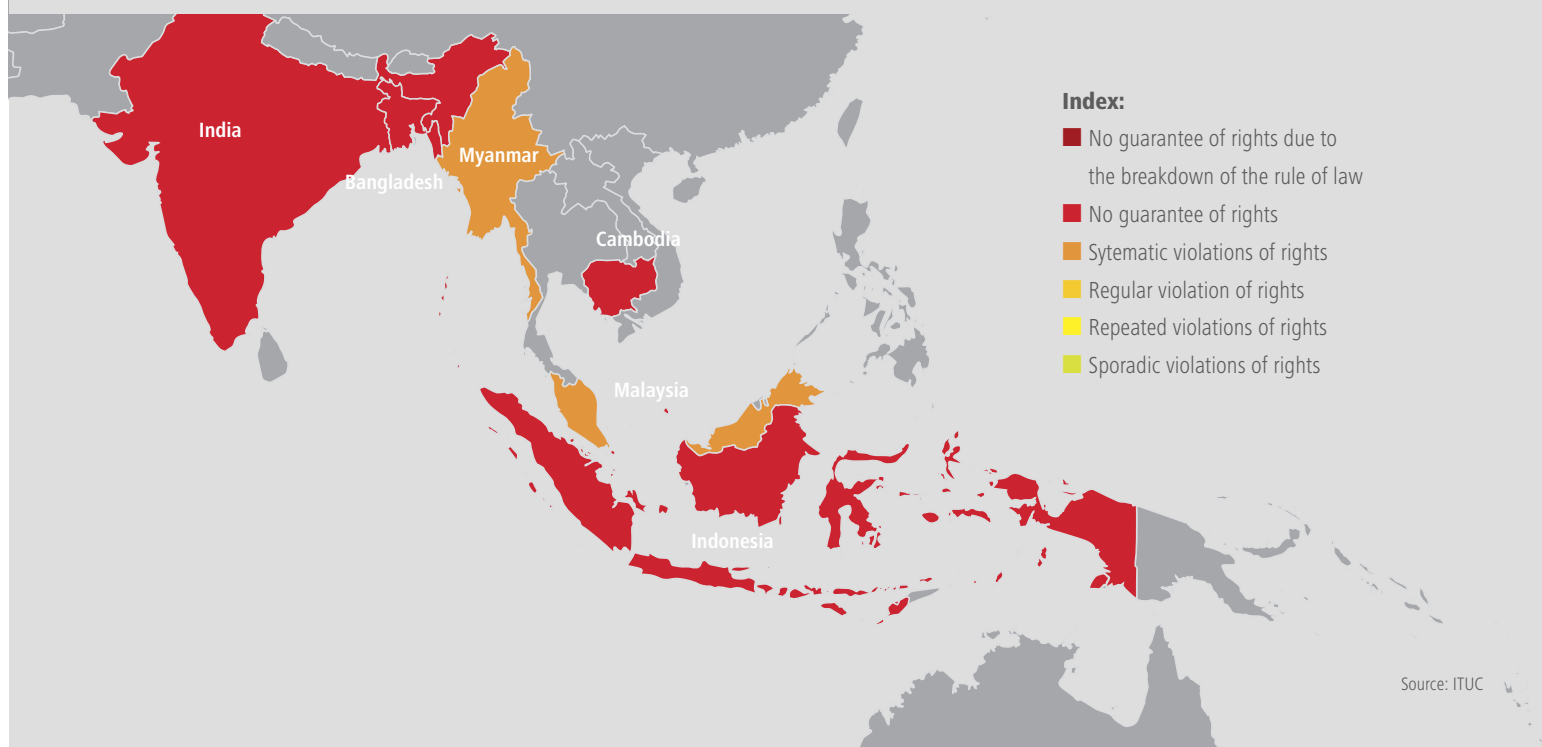 India
Bangladesh
Myanmar
Cambodia
Malaysia
Indonesia
Index:
No guarantee of rights due to
the breakdown of the rule of law
No guarantee of rights
Sytematic violations of rights
Regular violation of rights
Repeated violations of rights
Sporadic violations of rights
Source: ITUC